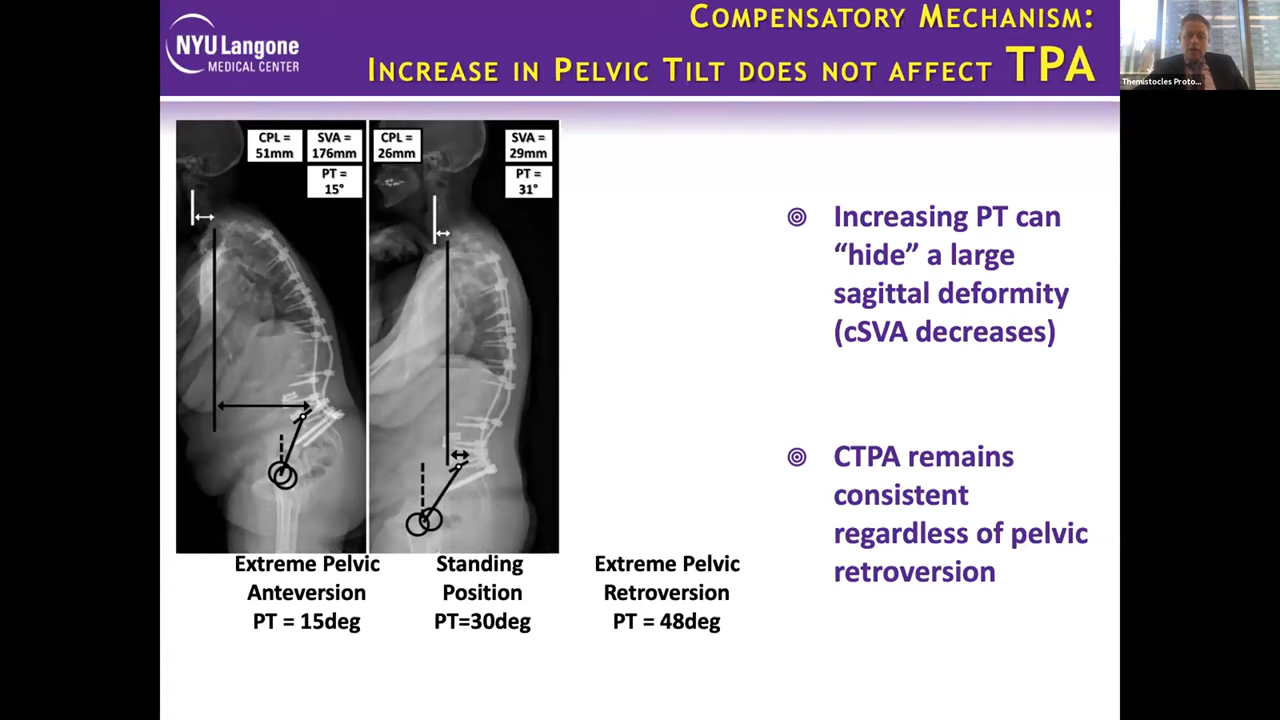 COMPENSATORY MECHANISM:
INCREASE IN PELVIC TILT DOES NOT AFFECT TPA
NYU Langone
MEDICAL CENTER
Themistocles Proto...
CPL =
51mm
SVA =
176mm
PT =
15°
CPL =
26mm
SVA =
29mm
PT =
31°
Increasing PT can
“hide” a large
sagittal deformity
(cSVA decreases)
CTPA remains
consistent
regardless of pelvic
retroversion
Extreme Pelvic
Anteversion
PT = 15deg
Standing
Position
PT=30deg
Extreme Pelvic
Retroversion
PT = 48deg